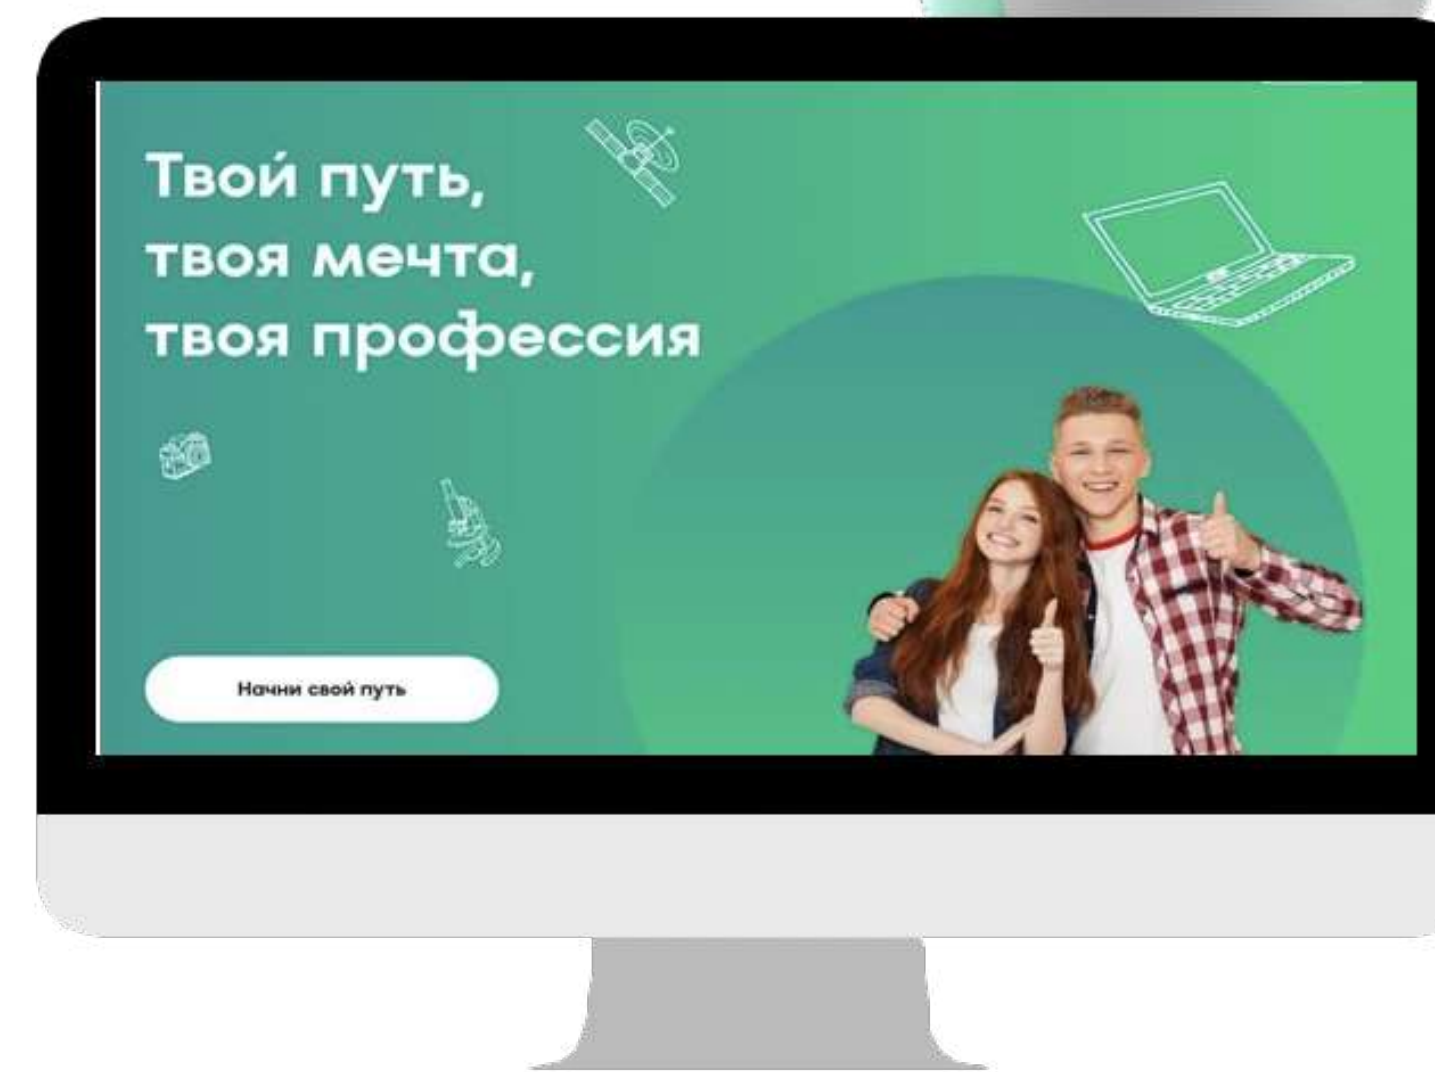 Твой путь,
твоя мечта,
твоя профессия
Начни свой путь